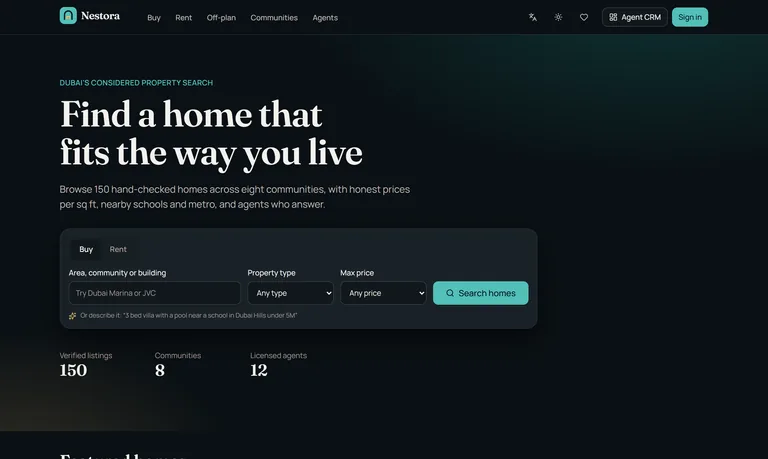 Nestora
Buy Rent Off-plan Communities Agents
Agent CRM
Sign in
DUBAI'S CONSIDERED PROPERTY SEARCH
Find a home that
fits the way you live
Browse 150 hand-checked homes across eight communities, with honest prices
per sq ft, nearby schools and metro, and agents who answer.
Buy Rent
Area, community or building Property type Max price
Try Dubai Marina or JVC Any type Any price Search homes
Or describe it: "3 bed villa with a pool near a school in Dubai Hills under 5M"
Verified listings Communities Licensed agents
150 8 12
Featured homes